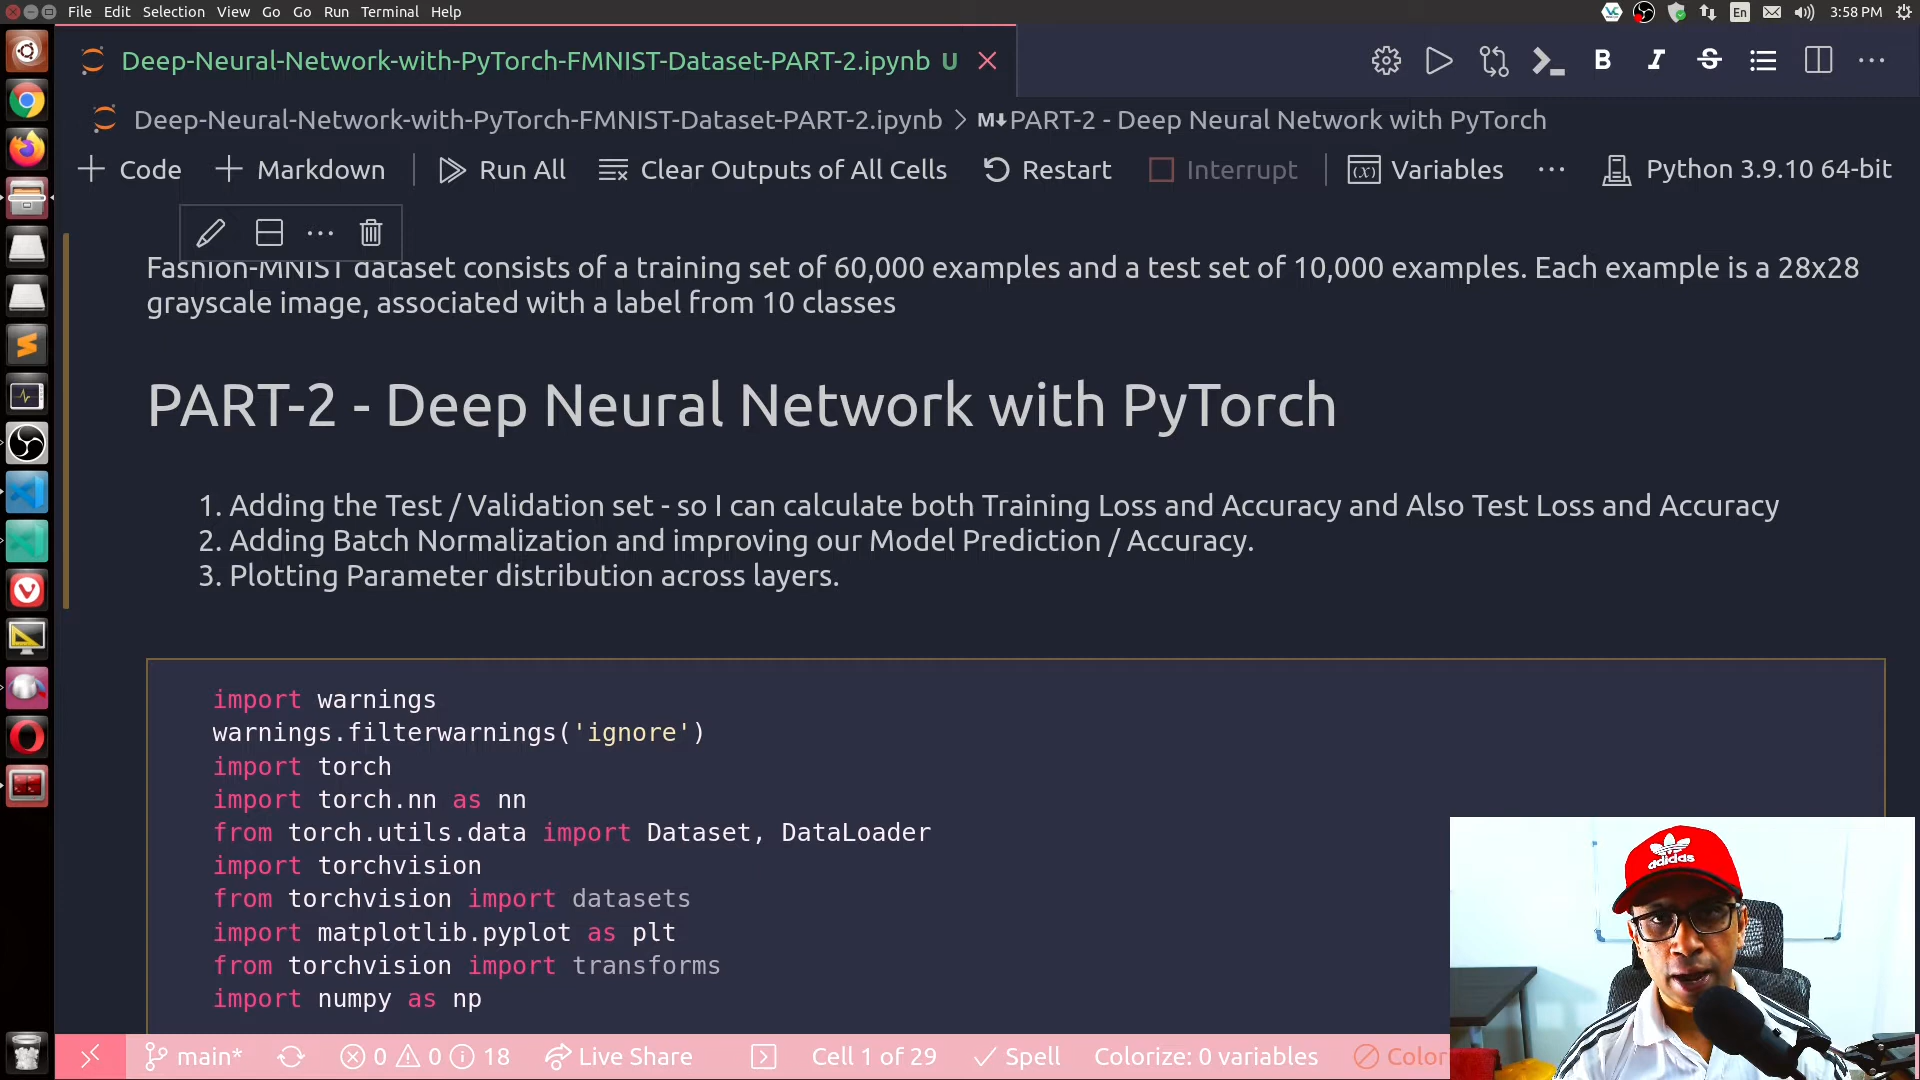 File Edit Selection View Go Go Run Terminal Help
En 3:58 PM
Deep-Neural-Network-with-PyTorch-FMNIST-Dataset-PART-2.ipynb U
B I S
Deep-Neural-Network-with-PyTorch-FMNIST-Dataset-PART-2.ipynb > M↓ PART-2 - Deep Neural Network with PyTorch
+ Code + Markdown Run All Clear Outputs of All Cells Restart Interrupt (x) Variables ... Python 3.9.10 64-bit
Fashion-MNIST dataset consists of a training set of 60,000 examples and a test set of 10,000 examples. Each example is a 28x28
grayscale image, associated with a label from 10 classes
PART-2 - Deep Neural Network with PyTorch
1. Adding the Test / Validation set - so I can calculate both Training Loss and Accuracy and Also Test Loss and Accuracy
2. Adding Batch Normalization and improving our Model Prediction / Accuracy.
3. Plotting Parameter distribution across layers.
import warnings
warnings.filterwarnings('ignore')
import torch
import torch.nn as nn
from torch.utils.data import Dataset, DataLoader
import torchvision
from torchvision import datasets
import matplotlib.pyplot as plt
from torchvision import transforms
import numpy as np
adidas
main* 0 0 18 Live Share Cell 1 of 29 Spell Colorize: 0 variables Color